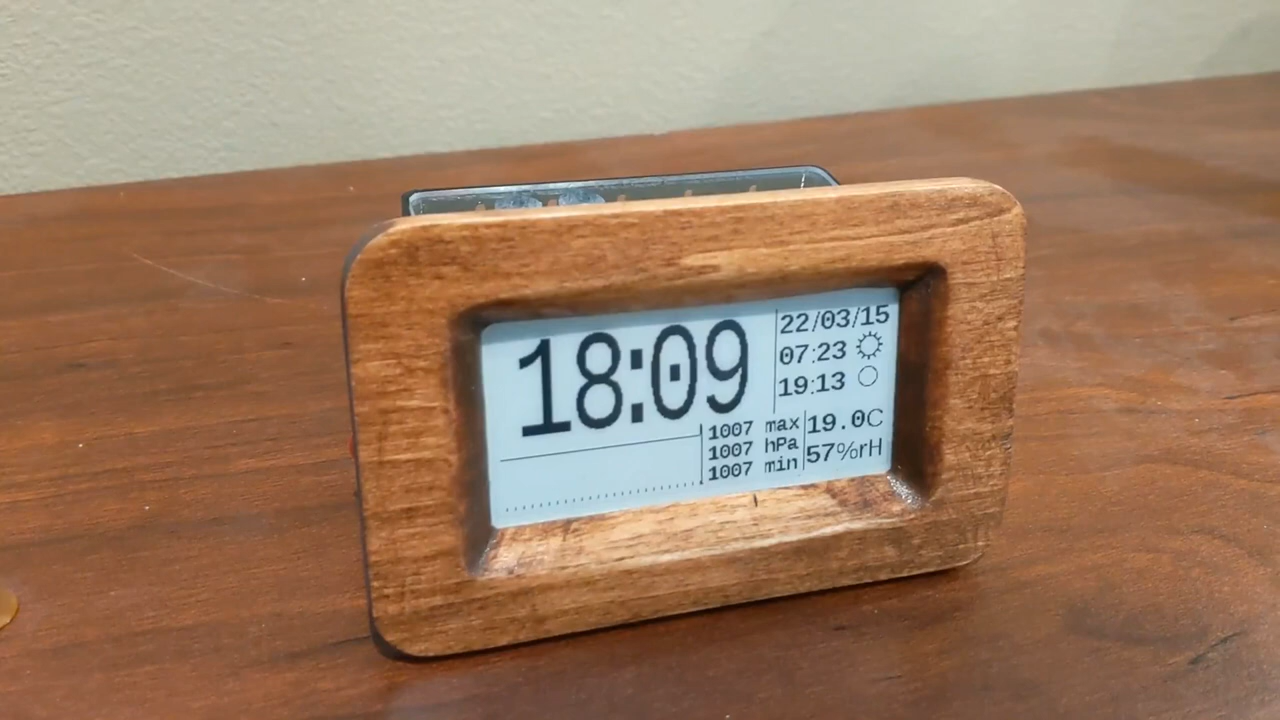 18:09
22/03/15
07:23
19:13
1007 max
1007 hPa
1007 min
19.0C
57%rH